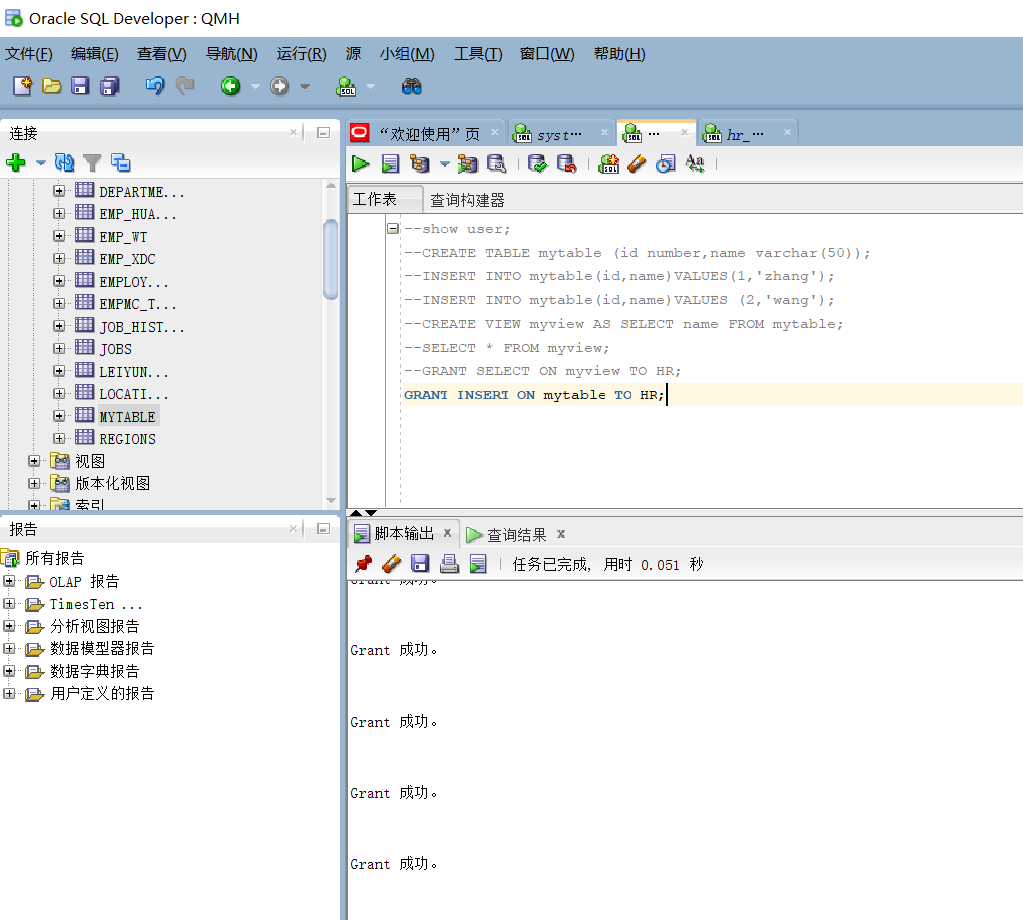 Oracle SQL Developer : QMH
文件(F) 编辑(E) 查看(V) 导航(N) 运行(R) 源 小组(M) 工具(T) 窗口(W) 帮助(H)
连接
DEPARTME...
EMP_HUA...
EMP_WT
EMP_XDC
EMPLOY...
EMPMC_T...
JOB_HIST...
JOBS
LEIYUN...
LOCATI...
MYTABLE
REGIONS
视图
版本化视图
索引
报告
所有报告
OLAP 报告
TimesTen ...
分析视图报告
数据模型器报告
数据字典报告
用户定义的报告
“欢迎使用”页 syst… … hr_…
工作表 查询构建器
--show user;
--CREATE TABLE mytable (id number,name varchar(50));
--INSERT INTO mytable(id,name)VALUES(1,'zhang');
--INSERT INTO mytable(id,name)VALUES (2,'wang');
--CREATE VIEW myview AS SELECT name FROM mytable;
--SELECT * FROM myview;
--GRANT SELECT ON myview TO HR;
GRANT INSERT ON mytable TO HR;
脚本输出 查询结果
任务已完成, 用时 0.051 秒
Grant 成功。
Grant 成功。
Grant 成功。
Grant 成功。
Grant 成功。